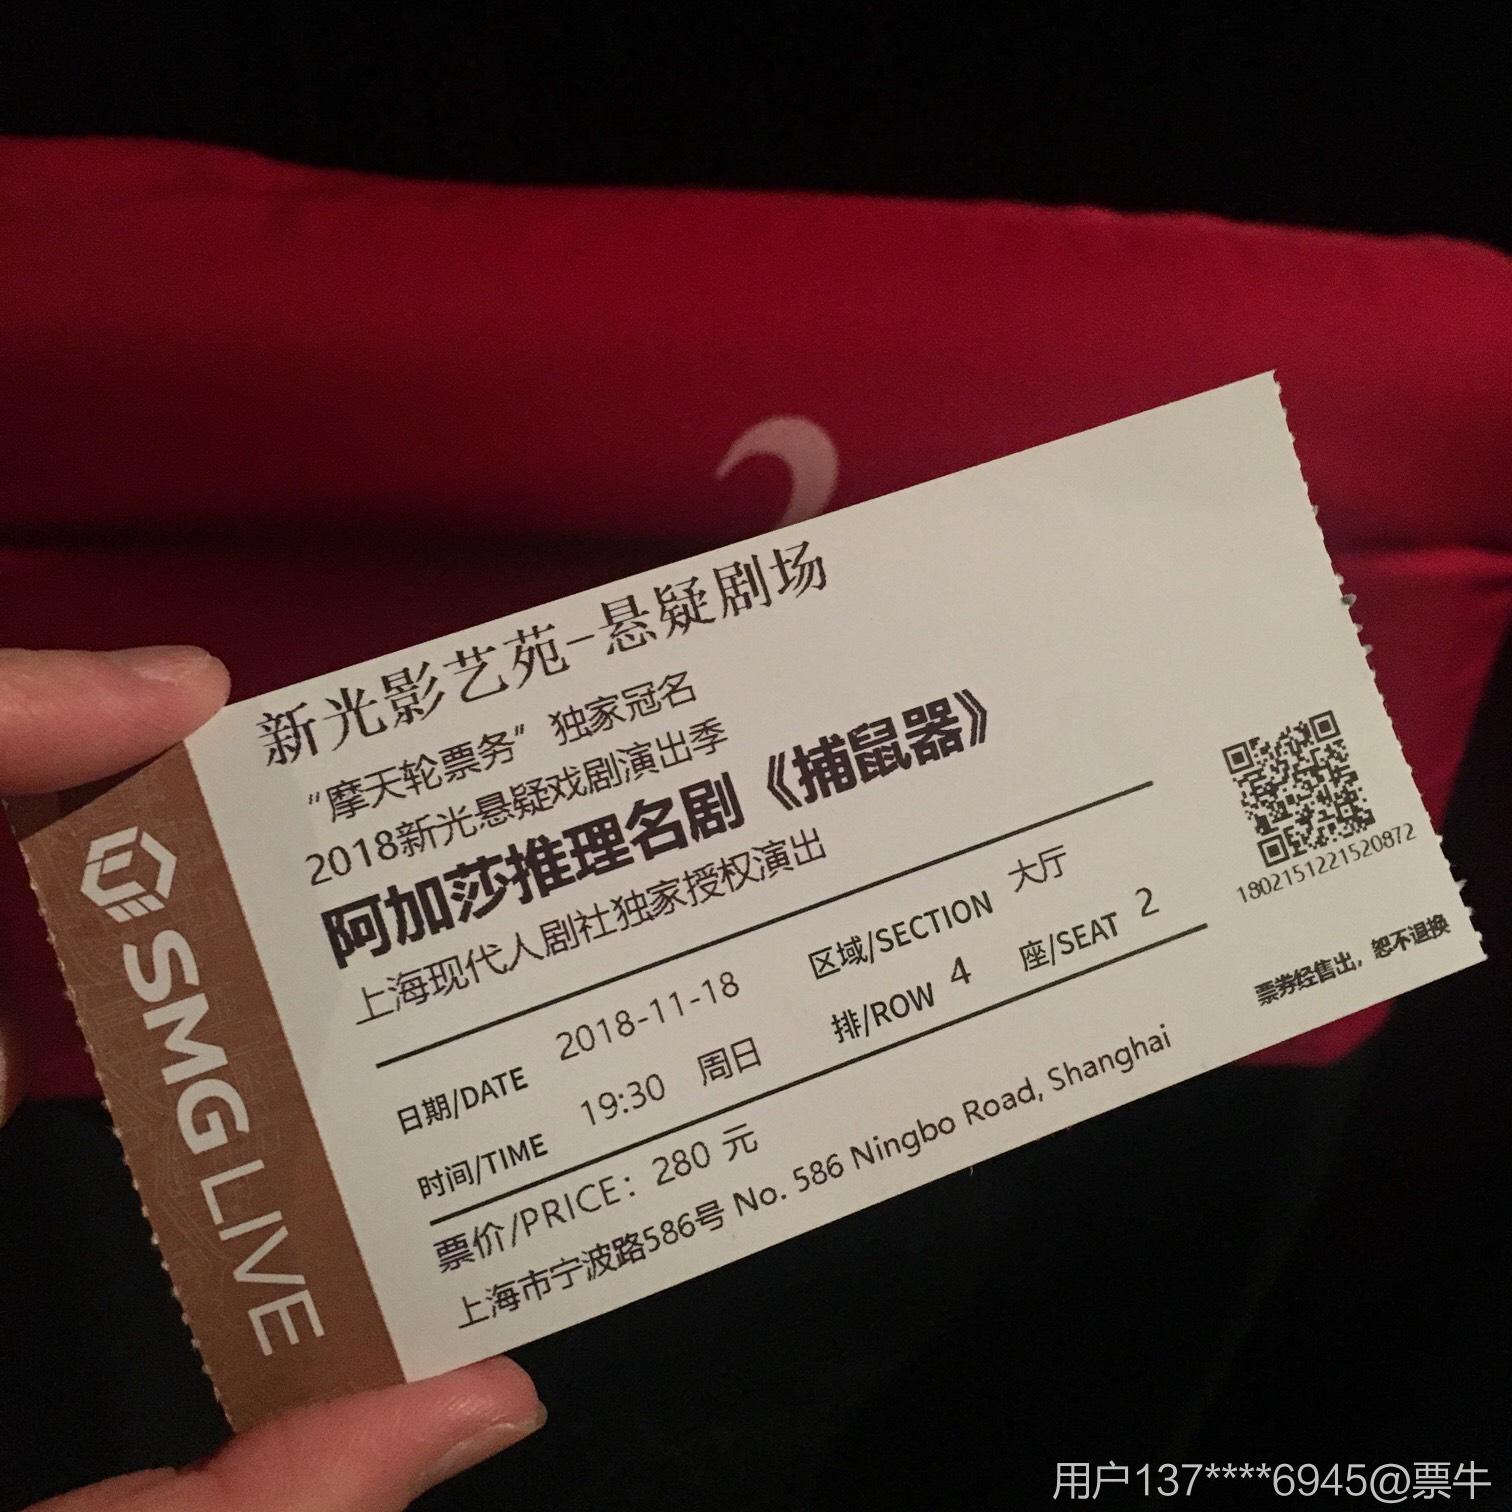 新光影艺苑-悬疑剧场
“摩天轮票务”独家冠名
2018新光悬疑戏剧演出季
阿加莎推理名剧《捕鼠器》
上海现代人剧社独家授权演出
日期/DATE 2018-11-18 区域/SECTION 大厅
时间/TIME 19:30 周日 排/ROW 4 座/SEAT 2
票价/PRICE：280 元
上海市宁波路586号 No. 586 Ningbo Road, Shanghai
1802151221520872
票券经售出，恕不退换
SMG LIVE
2
用户137****6945@票牛